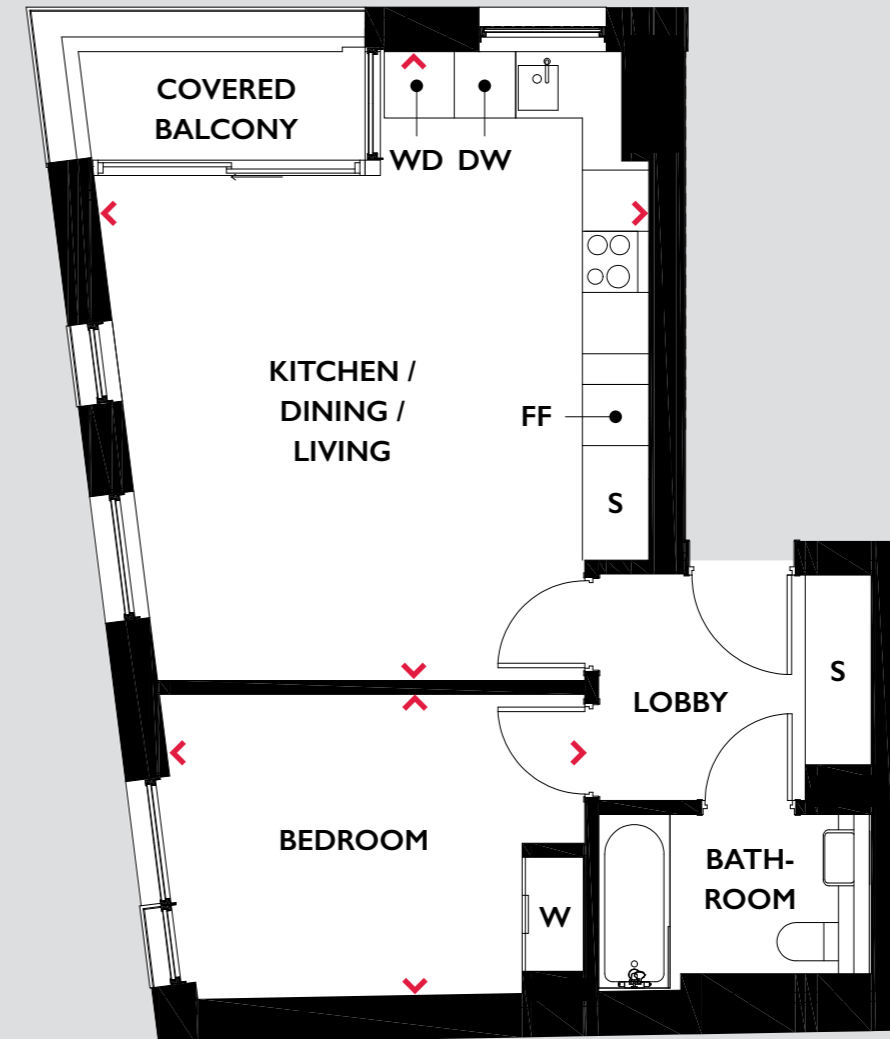 COVERED
BALCONY
WD DW
KITCHEN /
DINING /
LIVING
FF
S
S
LOBBY
BEDROOM
BATH-
ROOM
W